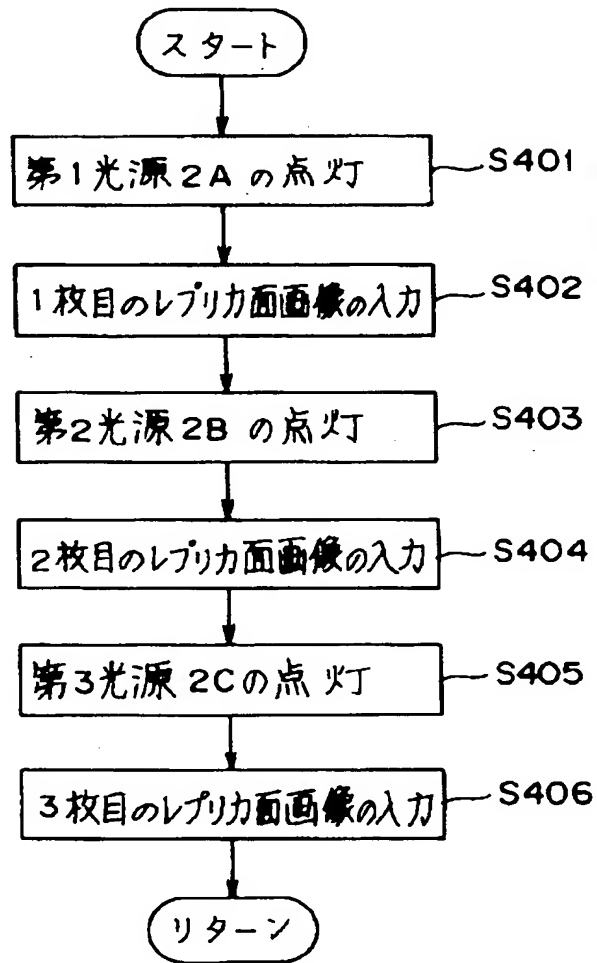 スタート
第1光源2Aの点灯 S401
1枚目のレプリカ面画像の入力 S402
第2光源2Bの点灯 S403
2枚目のレプリカ面画像の入力 S404
第3光源2Cの点灯 S405
3枚目のレプリカ面画像の入力 S406
リターン